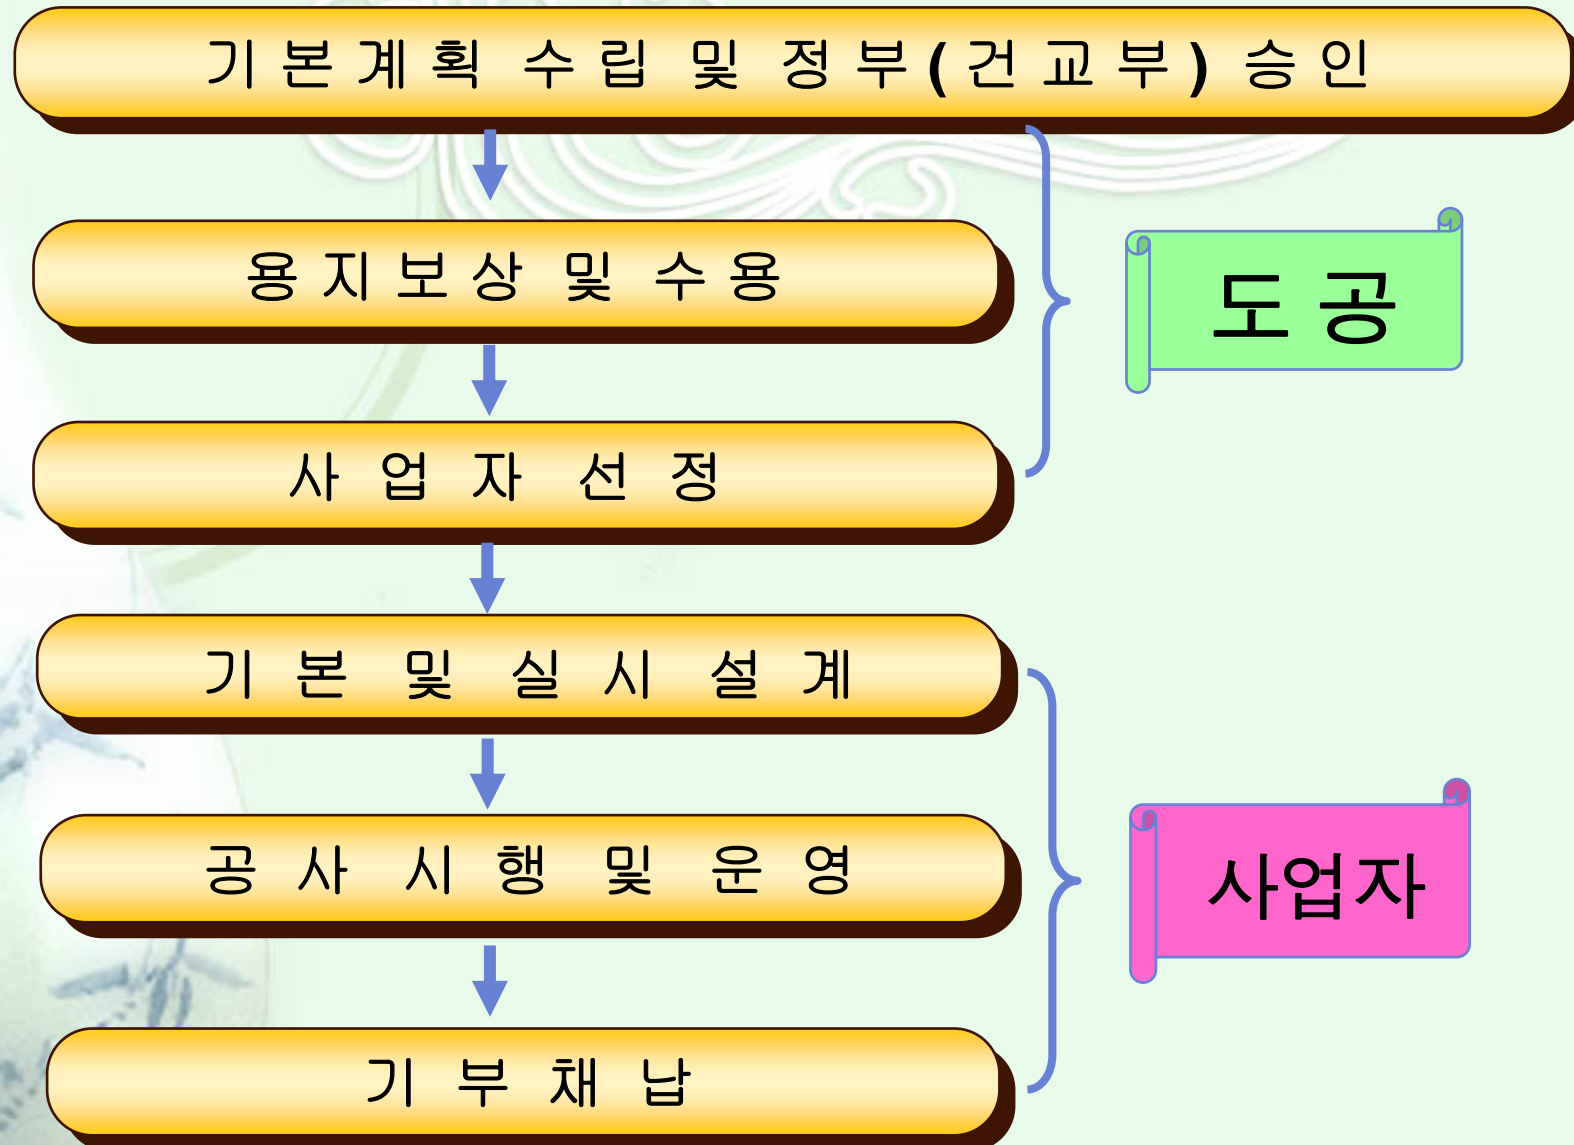 기본계획 수립 및 정부(건교부) 승인
용지보상 및 수용
도공
사업자 선정
기본 및 실시설계
공사 시행 및 운영
사업자
기부채납